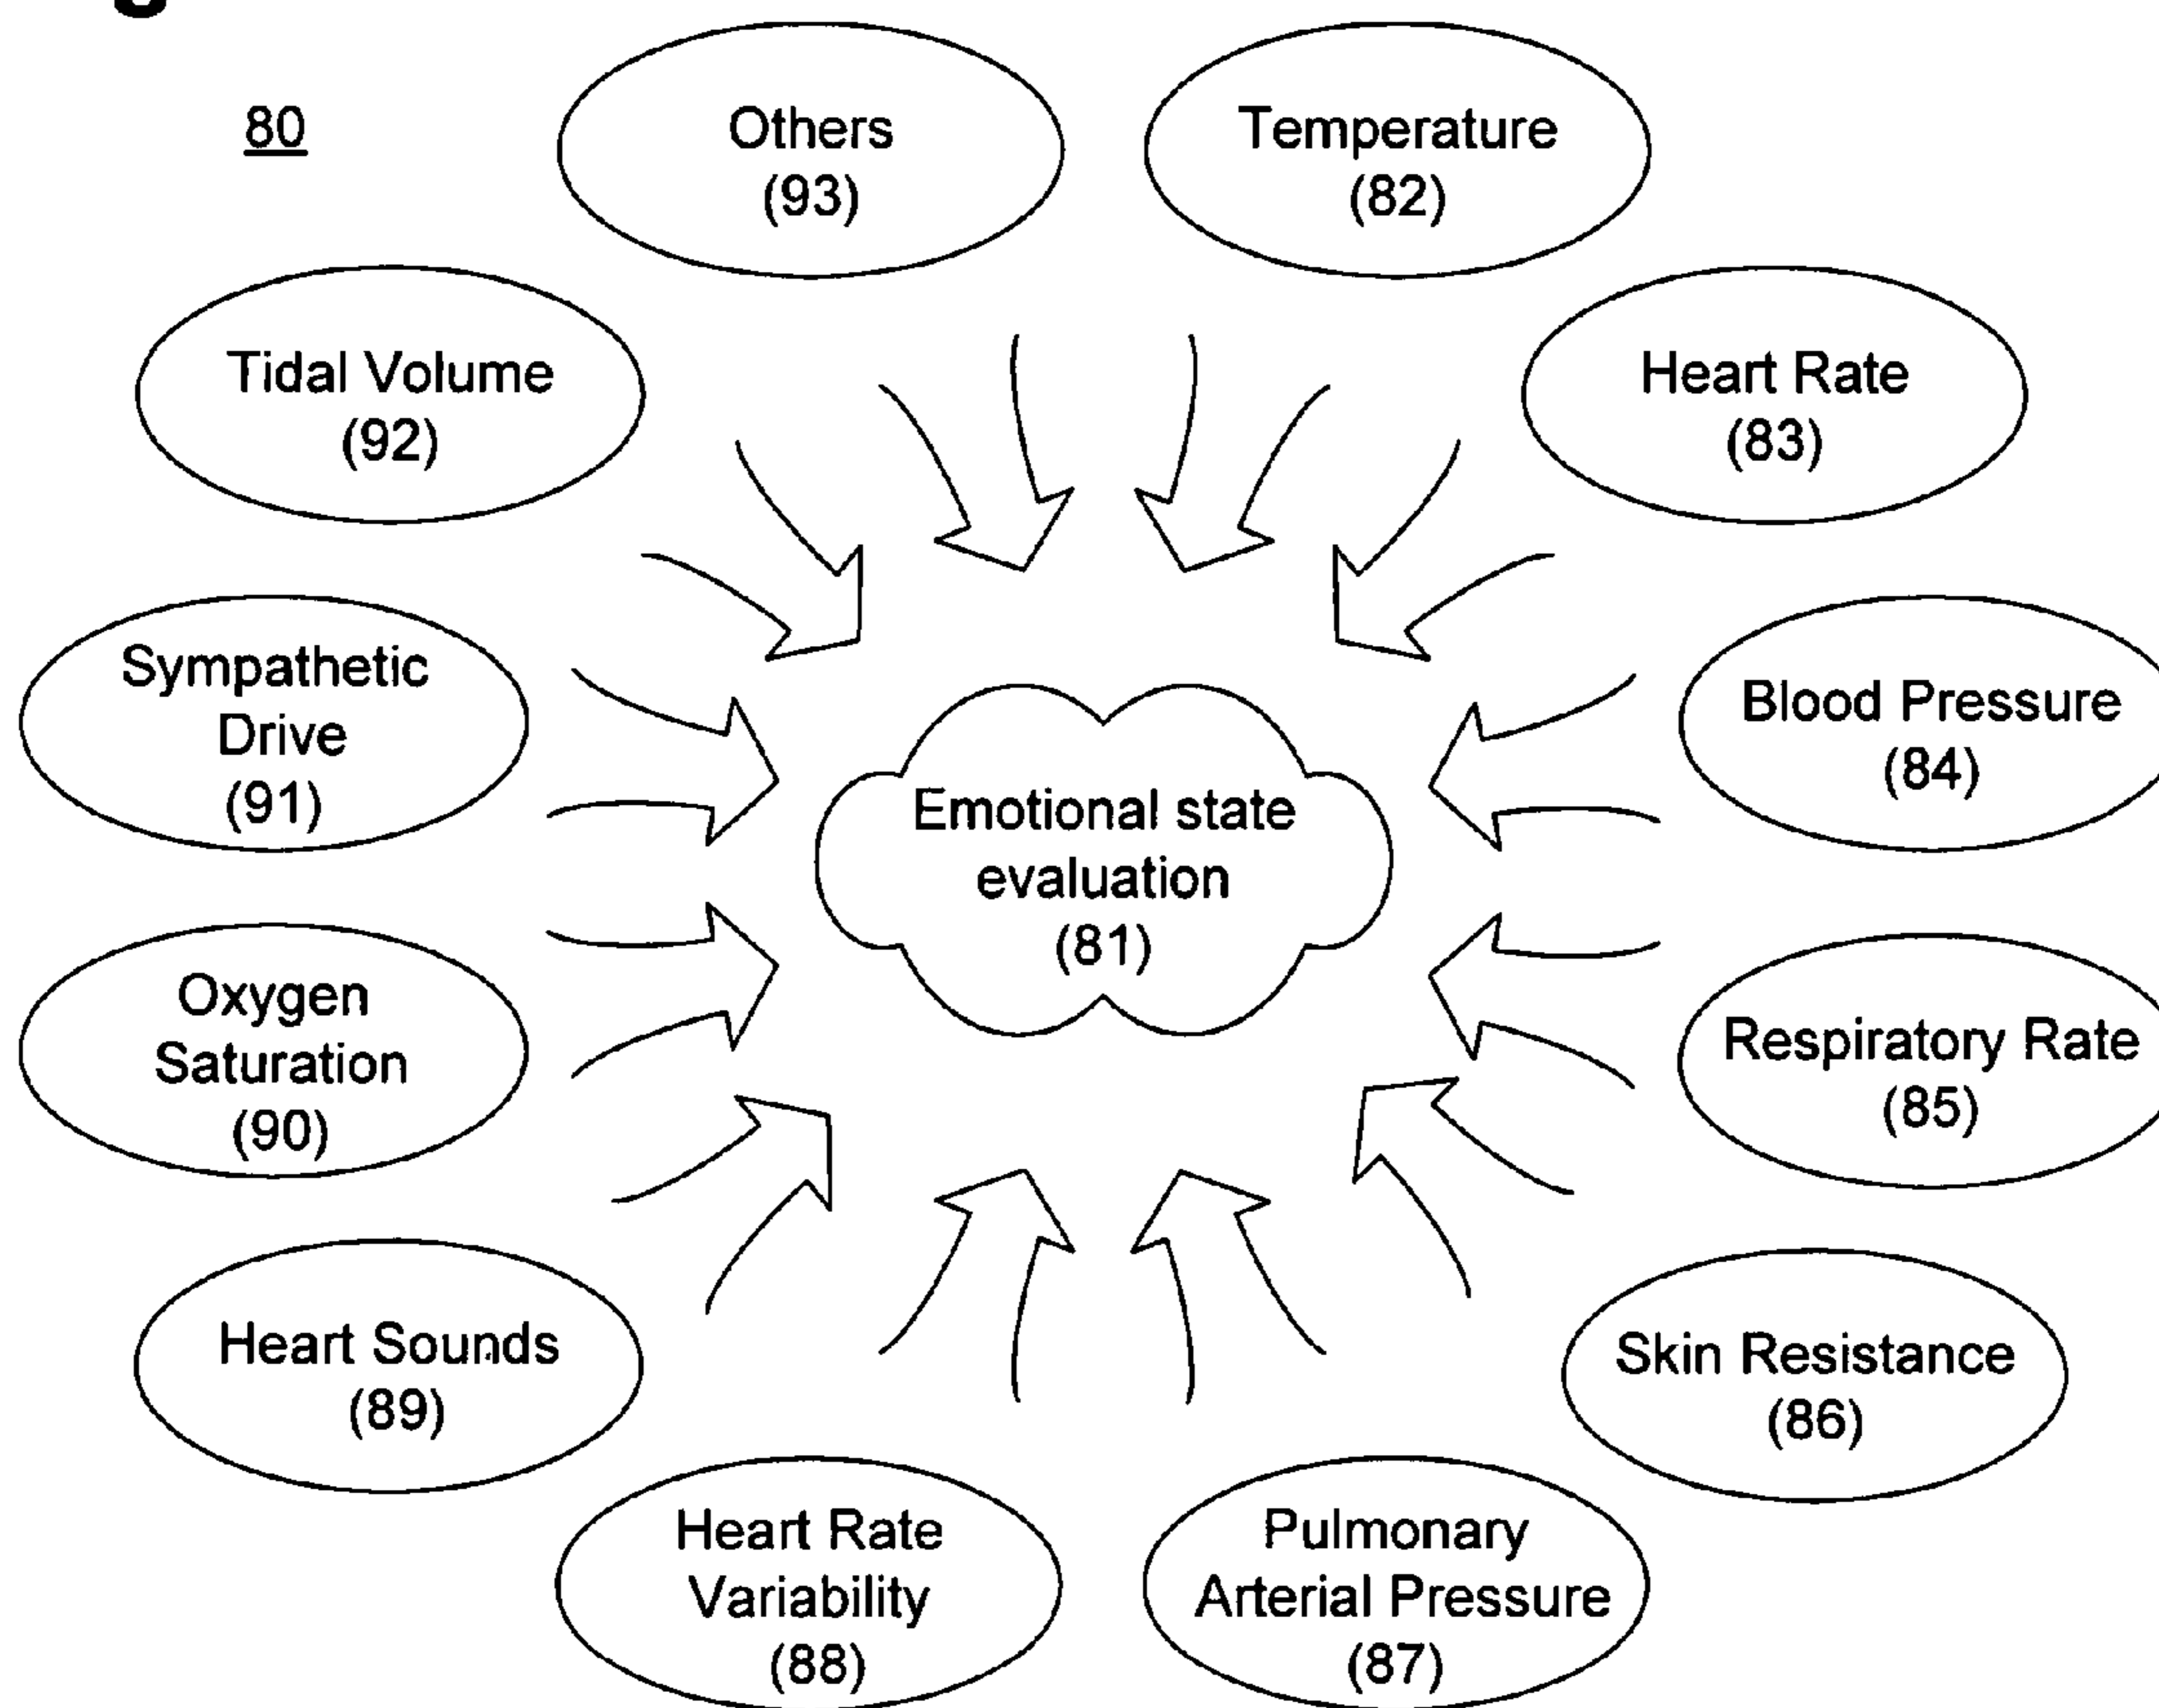 80
Others
(93)
Temperature
(82)
Tidal Volume
(92)
Heart Rate
(83)
Sympathetic
Drive
(91)
Blood Pressure
(84)
Emotional state
evaluation
(81)
Oxygen
Saturation
(90)
Respiratory Rate
(85)
Heart Sounds
(89)
Skin Resistance
(86)
Heart Rate
Variability
(88)
Pulmonary
Arterial Pressure
(87)